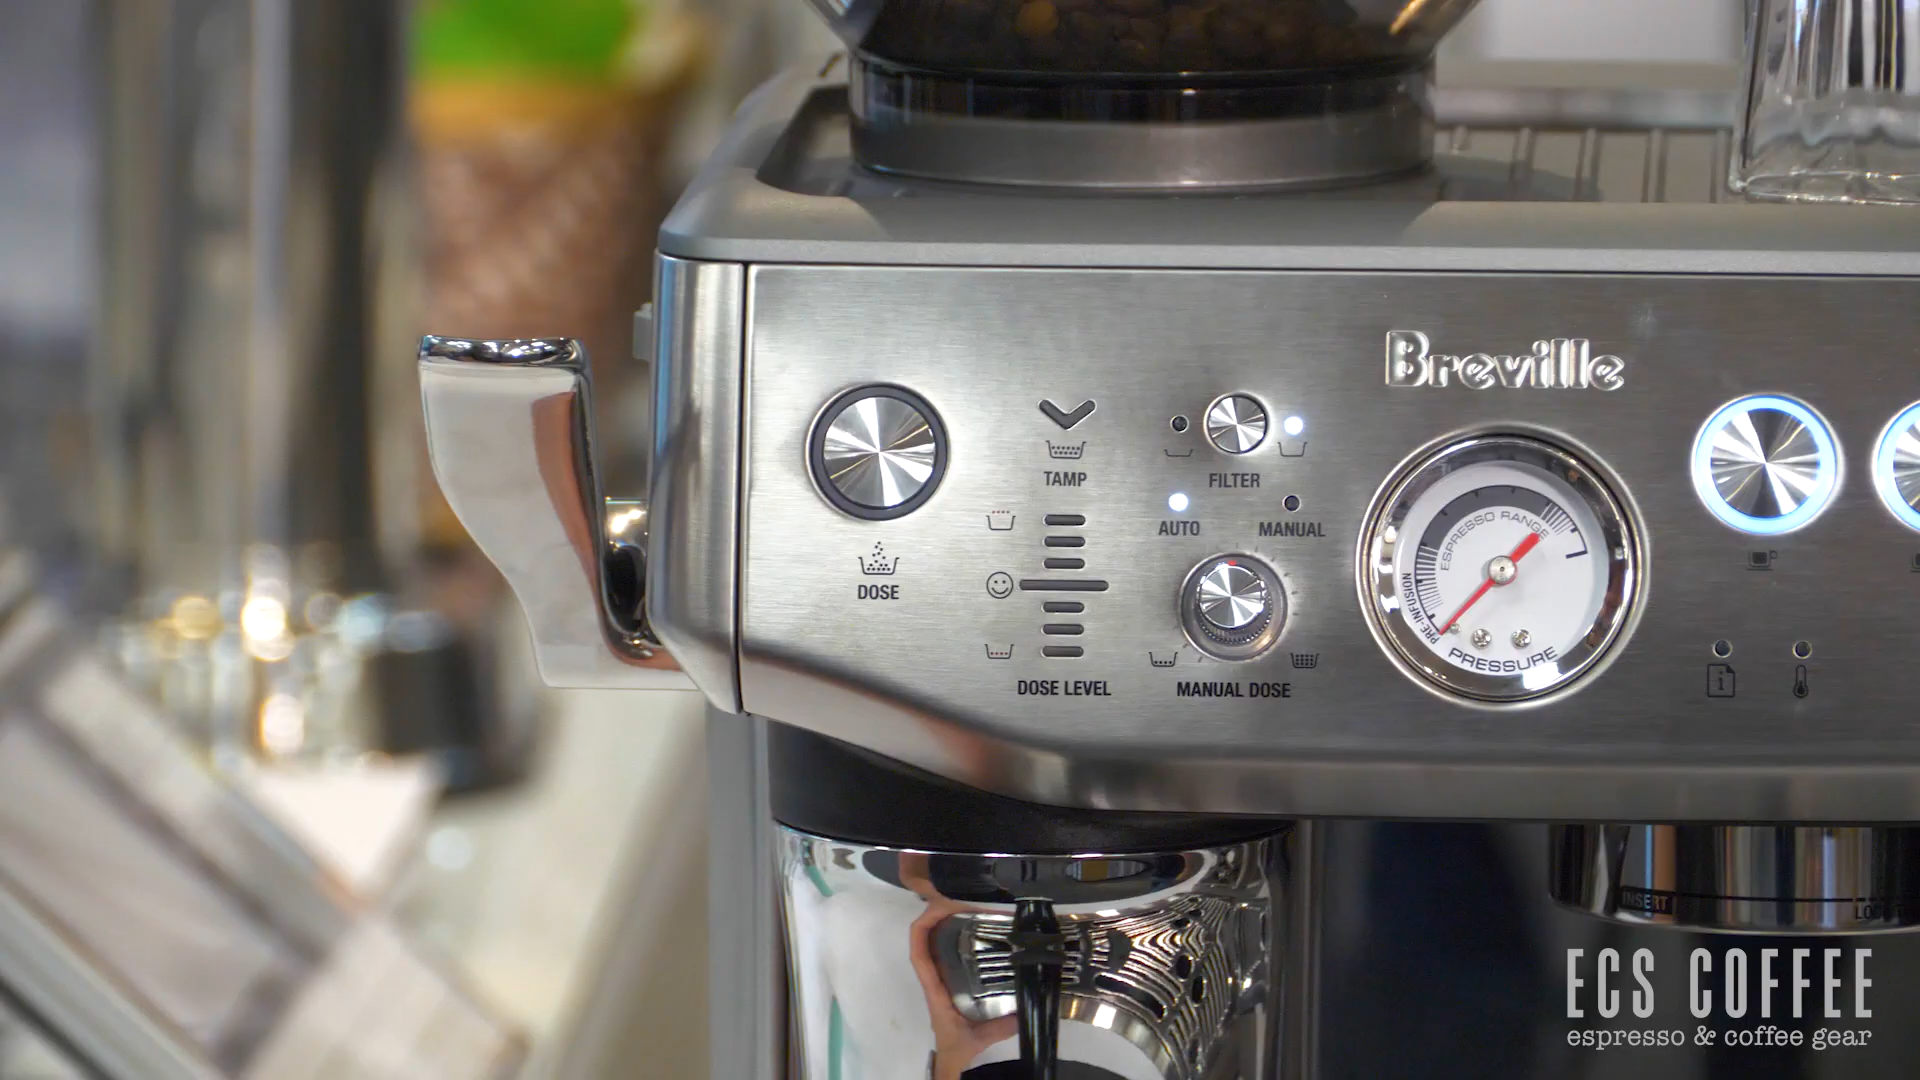 Breville
TAMP
FILTER
AUTO
MANUAL
DOSE
DOSE LEVEL
MANUAL DOSE
ESPRESSO RANGE
PRE-INFUSION
PRESSURE
i
INSERT
ECS COFFEE
espresso & coffee gear